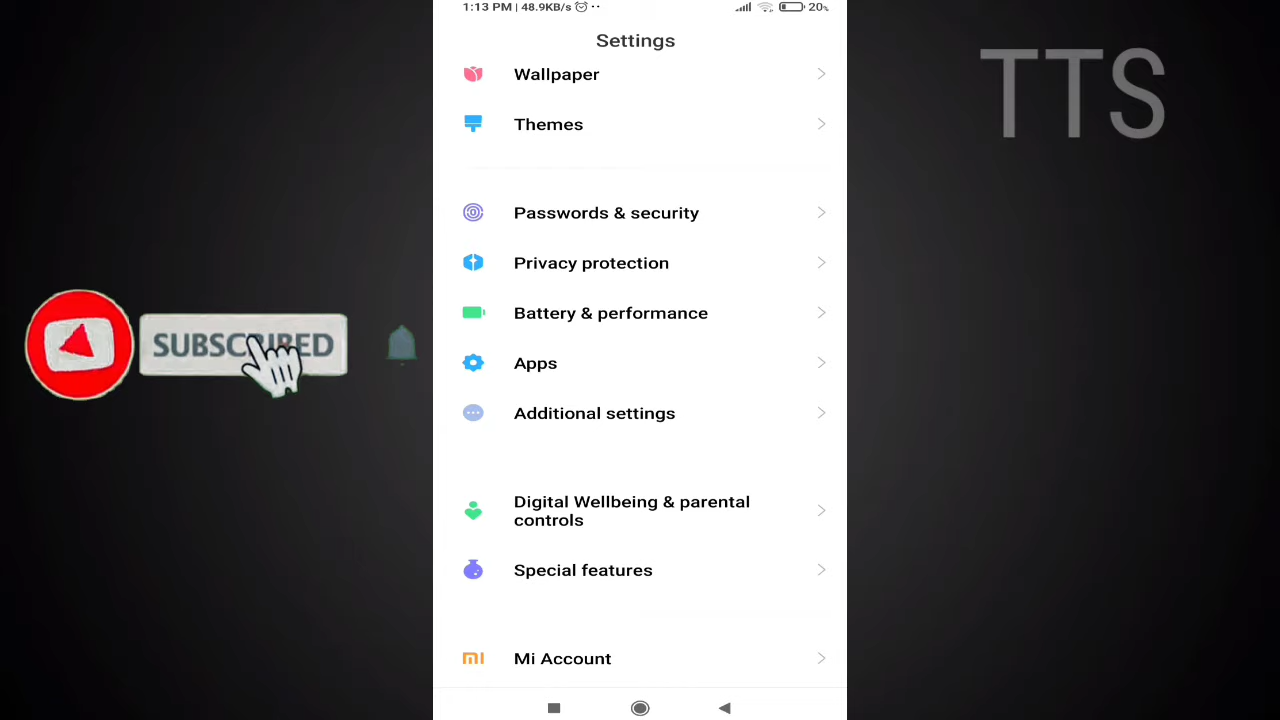 1:13 PM | 48.9KB/s
20%
Settings
TTS
Wallpaper
Themes
Passwords & security
Privacy protection
Battery & performance
SUBSCRIBED
Apps
Additional settings
Digital Wellbeing & parental
controls
Special features
Mi Account